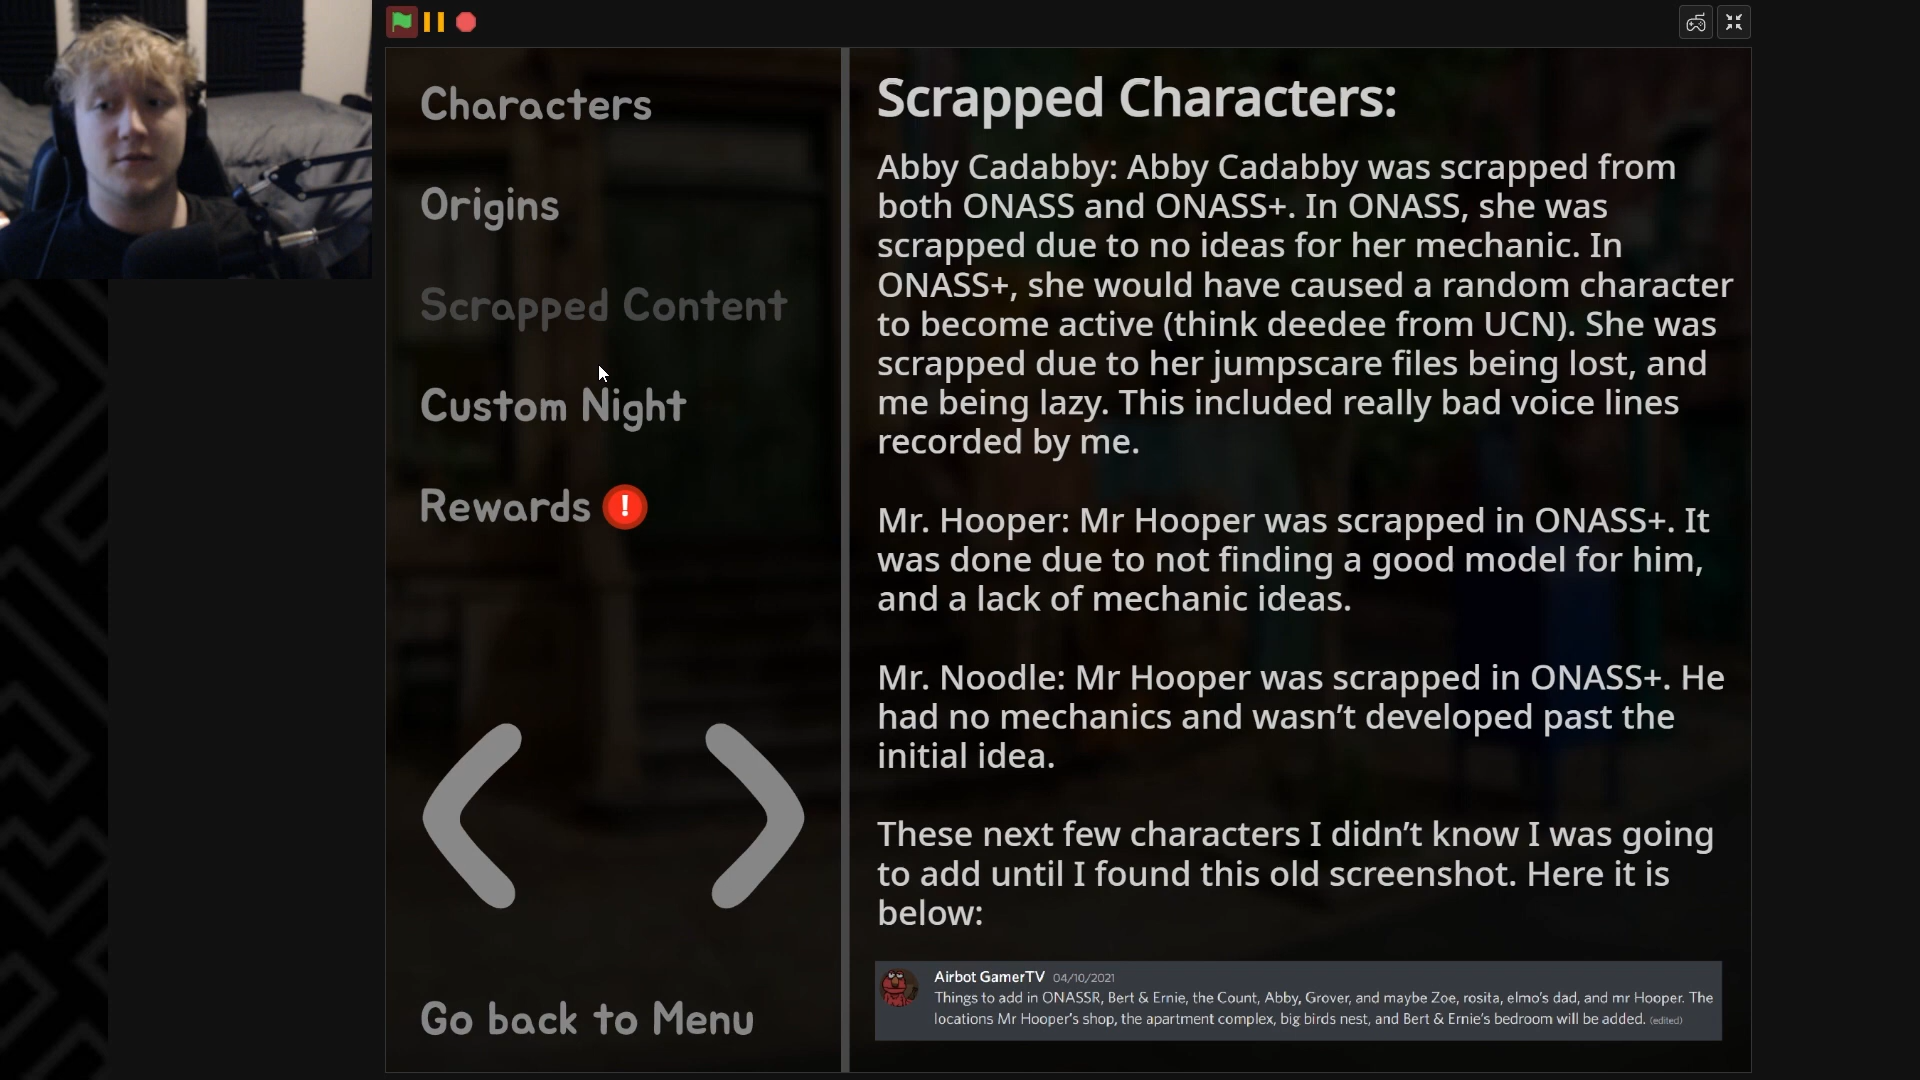 Characters
Origins
Scrapped Content
Custom Night
Rewards !
Go back to Menu
Scrapped Characters:
Abby Cadabby: Abby Cadabby was scrapped from
both ONASS and ONASS+. In ONASS, she was
scrapped due to no ideas for her mechanic. In
ONASS+, she would have caused a random character
to become active (think deedee from UCN). She was
scrapped due to her jumpscare files being lost, and
me being lazy. This included really bad voice lines
recorded by me.
Mr. Hooper: Mr Hooper was scrapped in ONASS+. It
was done due to not finding a good model for him,
and a lack of mechanic ideas.
Mr. Noodle: Mr Hooper was scrapped in ONASS+. He
had no mechanics and wasn’t developed past the
initial idea.
These next few characters I didn’t know I was going
to add until I found this old screenshot. Here it is
below:
Airbot GamerTV 04/10/2021
Things to add in ONASSR, Bert & Ernie, the Count, Abby, Grover, and maybe Zoe, rosita, elmo's dad, and mr Hooper. The
locations Mr Hooper's shop, the apartment complex, big birds nest, and Bert & Ernie's bedroom will be added. (edited)